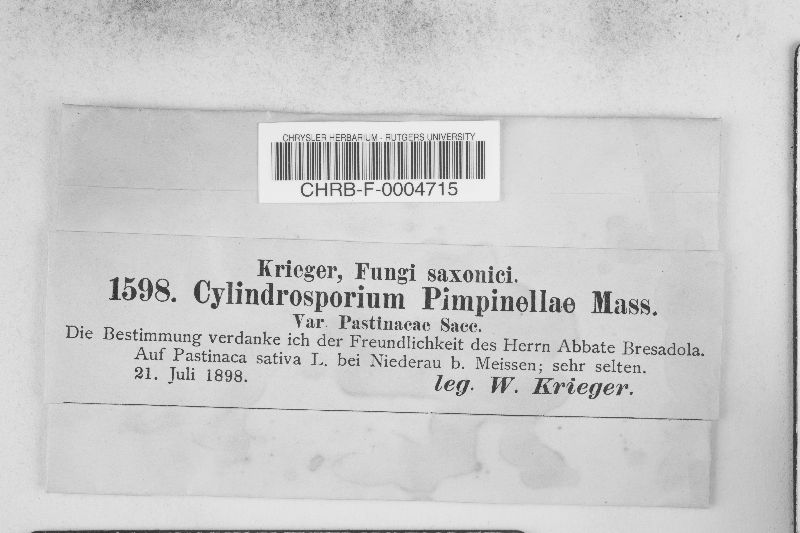 CHRYSLER HERBARIUM - RUTGERS UNIVERSITY
CHRB-F-0004715
Krieger, Fungi saxonici.
1598. Cylindrosporium Pimpinellae Mass.
Var. Pastinacae Sacc.
Die Bestimmung verdanke ich der Freundlichkeit des Herrn Abbate Bresadola.
Auf Pastinaca sativa L. bei Niederau b. Meissen; sehr selten.
21. Juli 1898.
leg. W. Krieger.